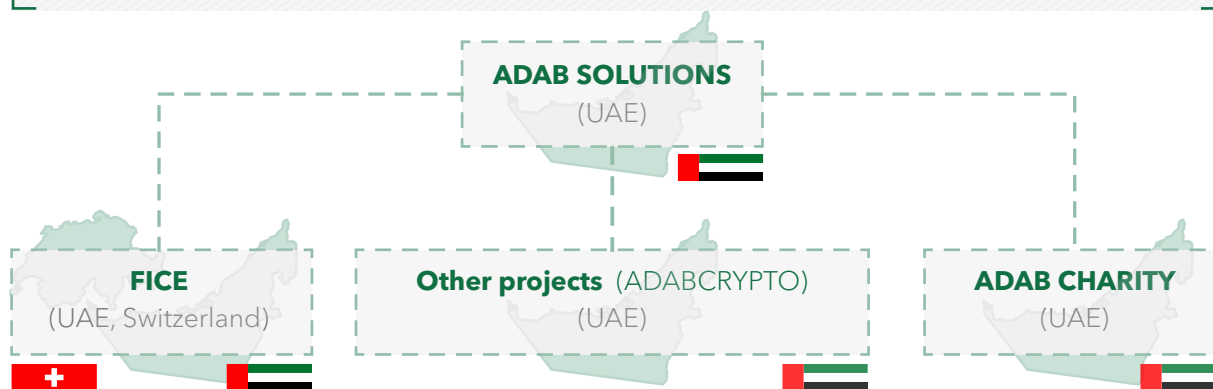 ADAB SOLUTIONS
(UAE)
FICE
(UAE, Switzerland)
Other projects (ADABCRYPTO)
(UAE)
ADAB CHARITY
(UAE)